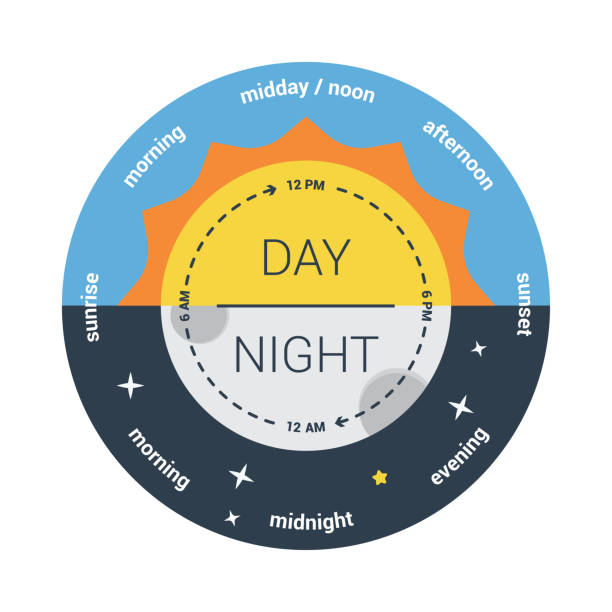 midday / noon
morning
afternoon
12 PM
DAY
sunrise
6 AM
6 PM
sunset
NIGHT
12 AM
morning
evening
midnight